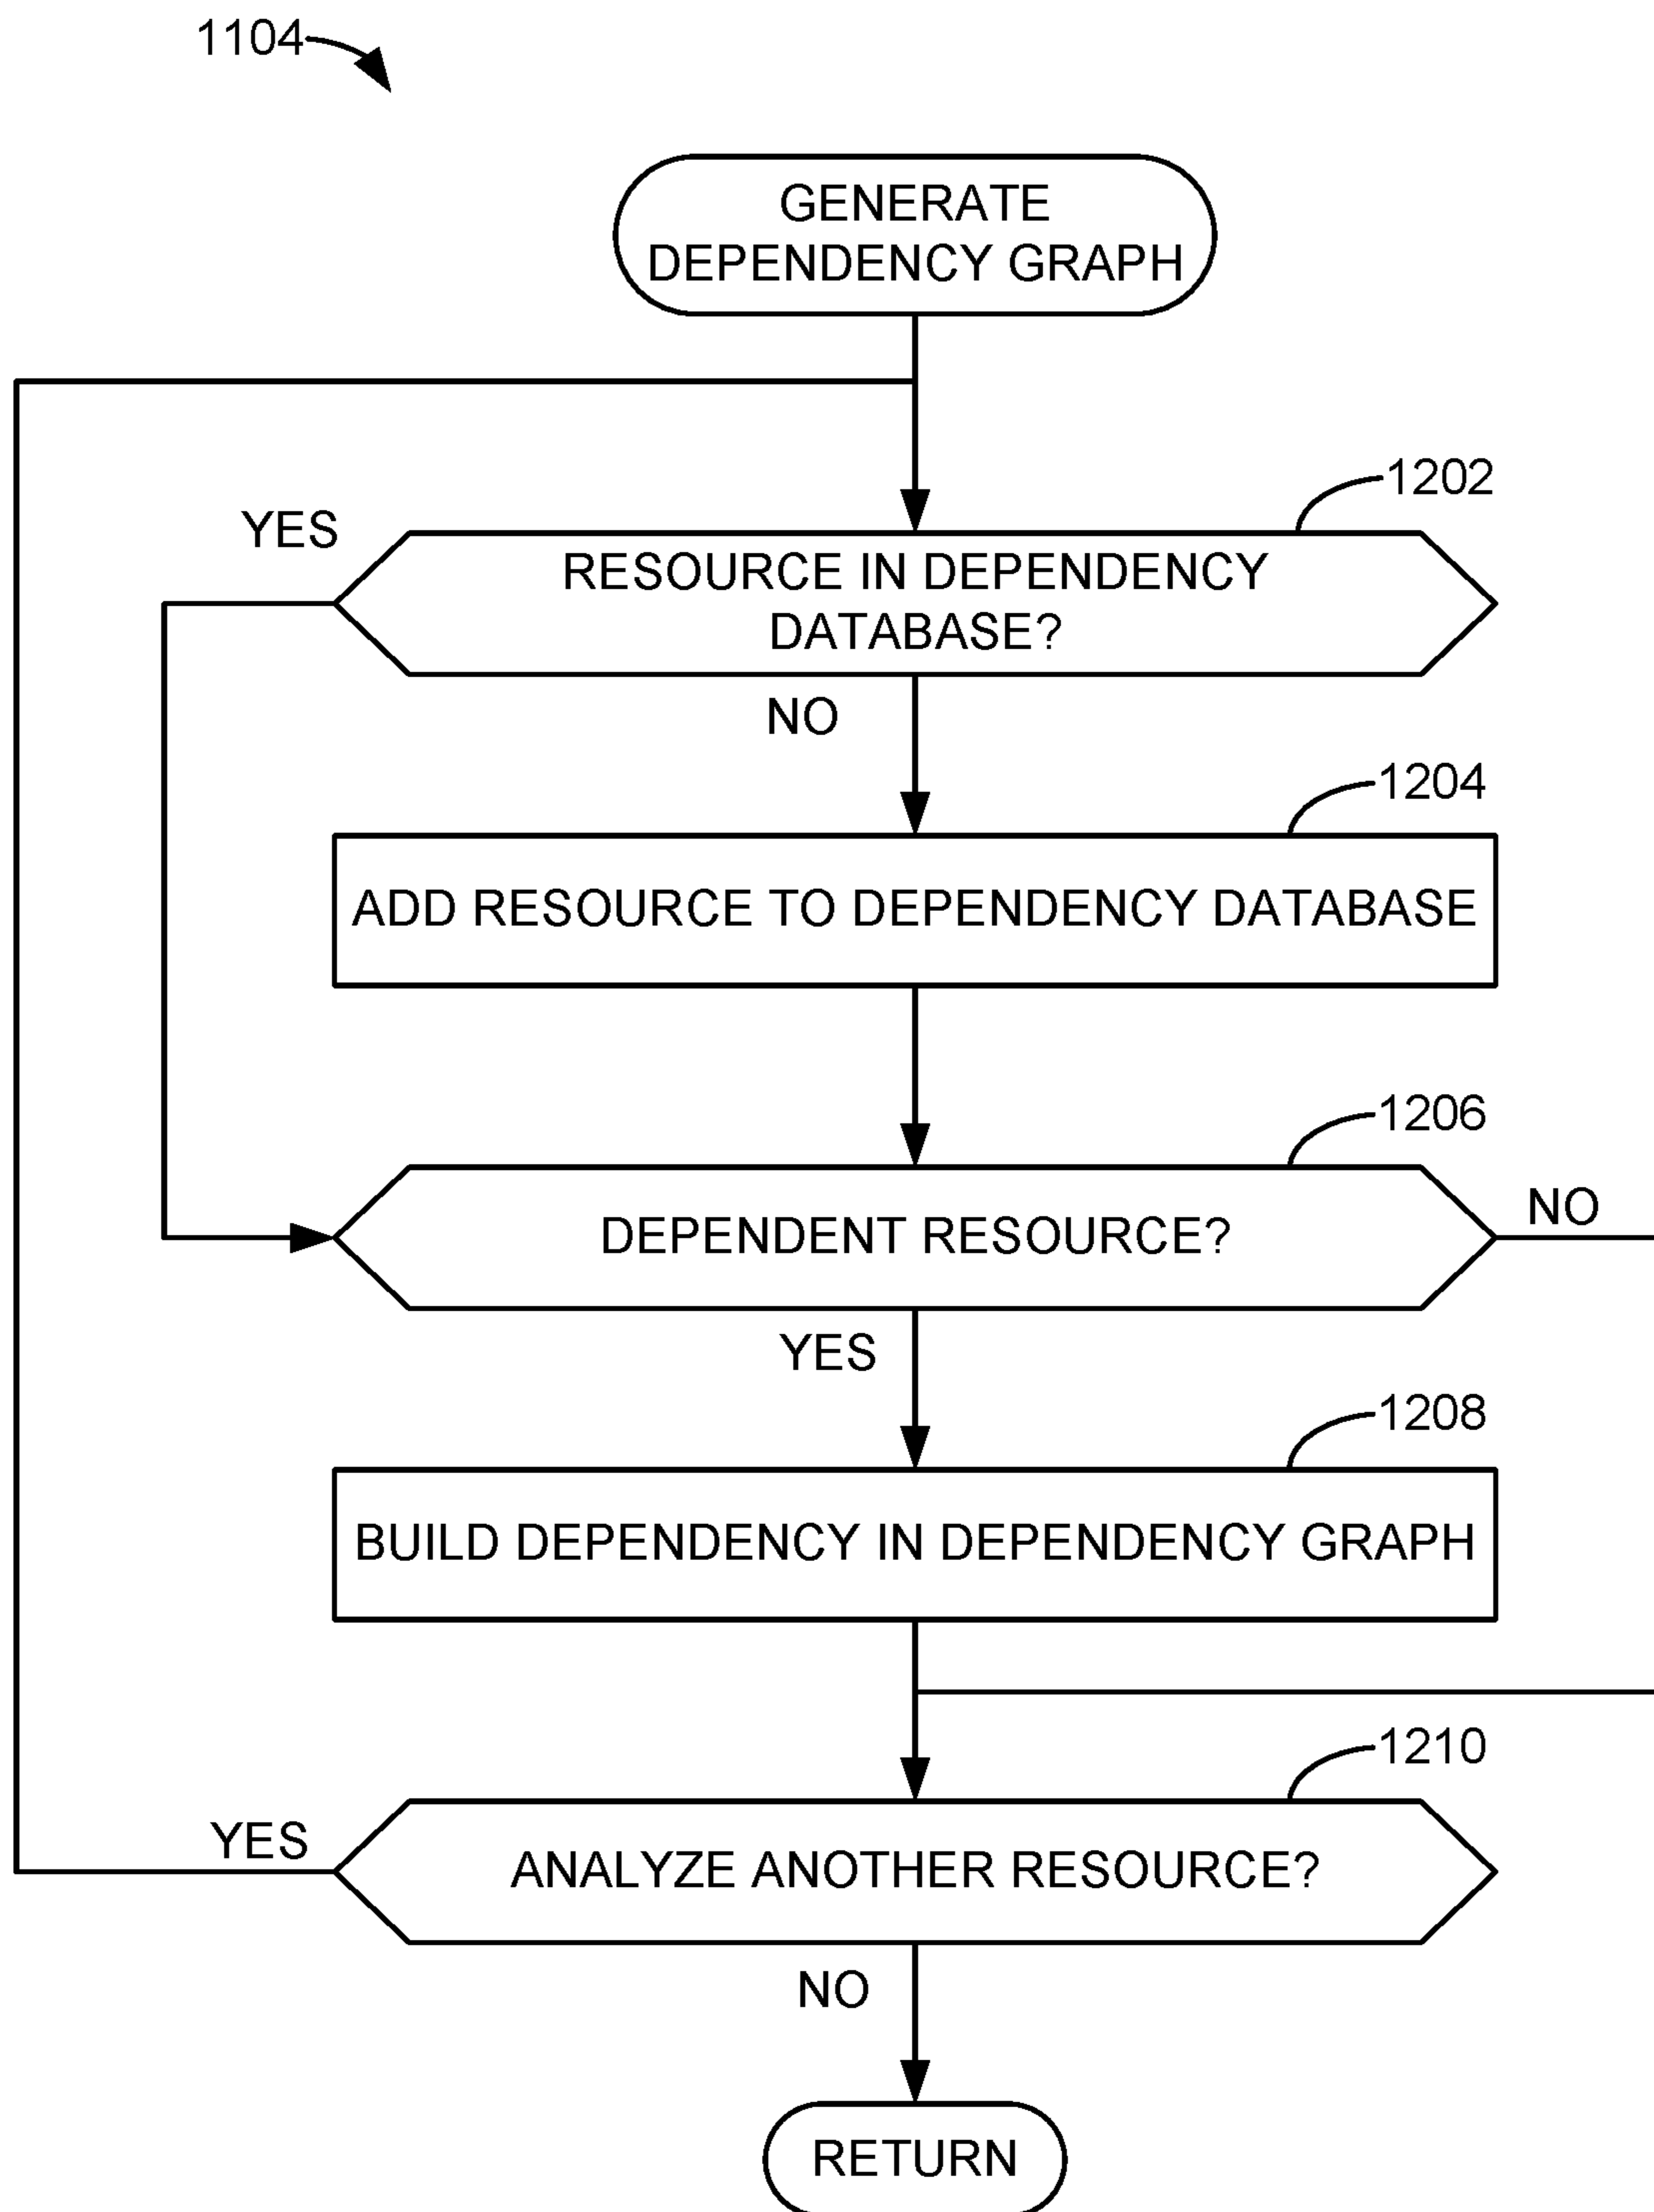 1104
GENERATE
DEPENDENCY GRAPH
1202
YES
RESOURCE IN DEPENDENCY
DATABASE?
NO
1204
ADD RESOURCE TO DEPENDENCY DATABASE
1206
DEPENDENT RESOURCE?
NO
YES
1208
BUILD DEPENDENCY IN DEPENDENCY GRAPH
1210
YES
ANALYZE ANOTHER RESOURCE?
NO
RETURN